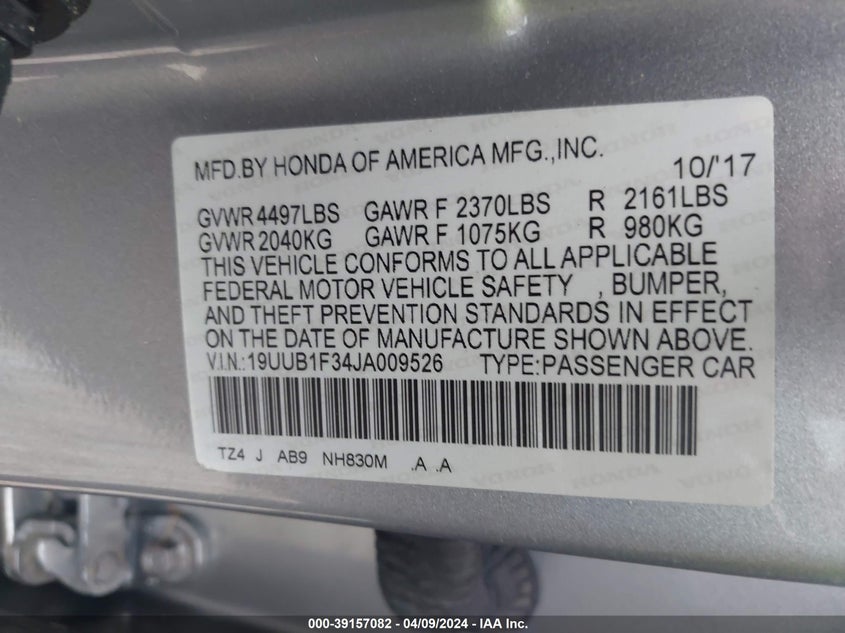 MFD.BY HONDA OF AMERICA MFG.,INC. 10/'17
GVWR 4497LBS GAWR F 2370LBS R 2161LBS
GVWR 2040KG GAWR F 1075KG R 980KG
THIS VEHICLE CONFORMS TO ALL APPLICABLE
FEDERAL MOTOR VEHICLE SAFETY , BUMPER,
AND THEFT PREVENTION STANDARDS IN EFFECT
ON THE DATE OF MANUFACTURE SHOWN ABOVE.
V.I.N.:19UUB1F34JA009526 TYPE:PASSENGER CAR
TZ4 J AB9 NH830M .A .A
HONDA
000-39157082 - 04/09/2024 - IAA Inc.